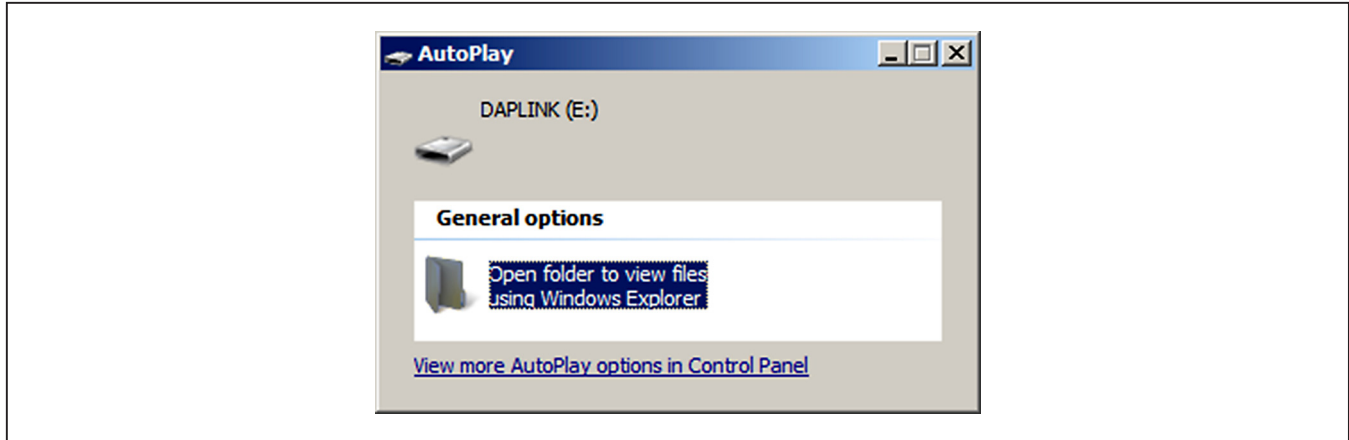 AutoPlay
DAPLINK (E:)
General options
Open folder to view files
using Windows Explorer
View more AutoPlay options in Control Panel